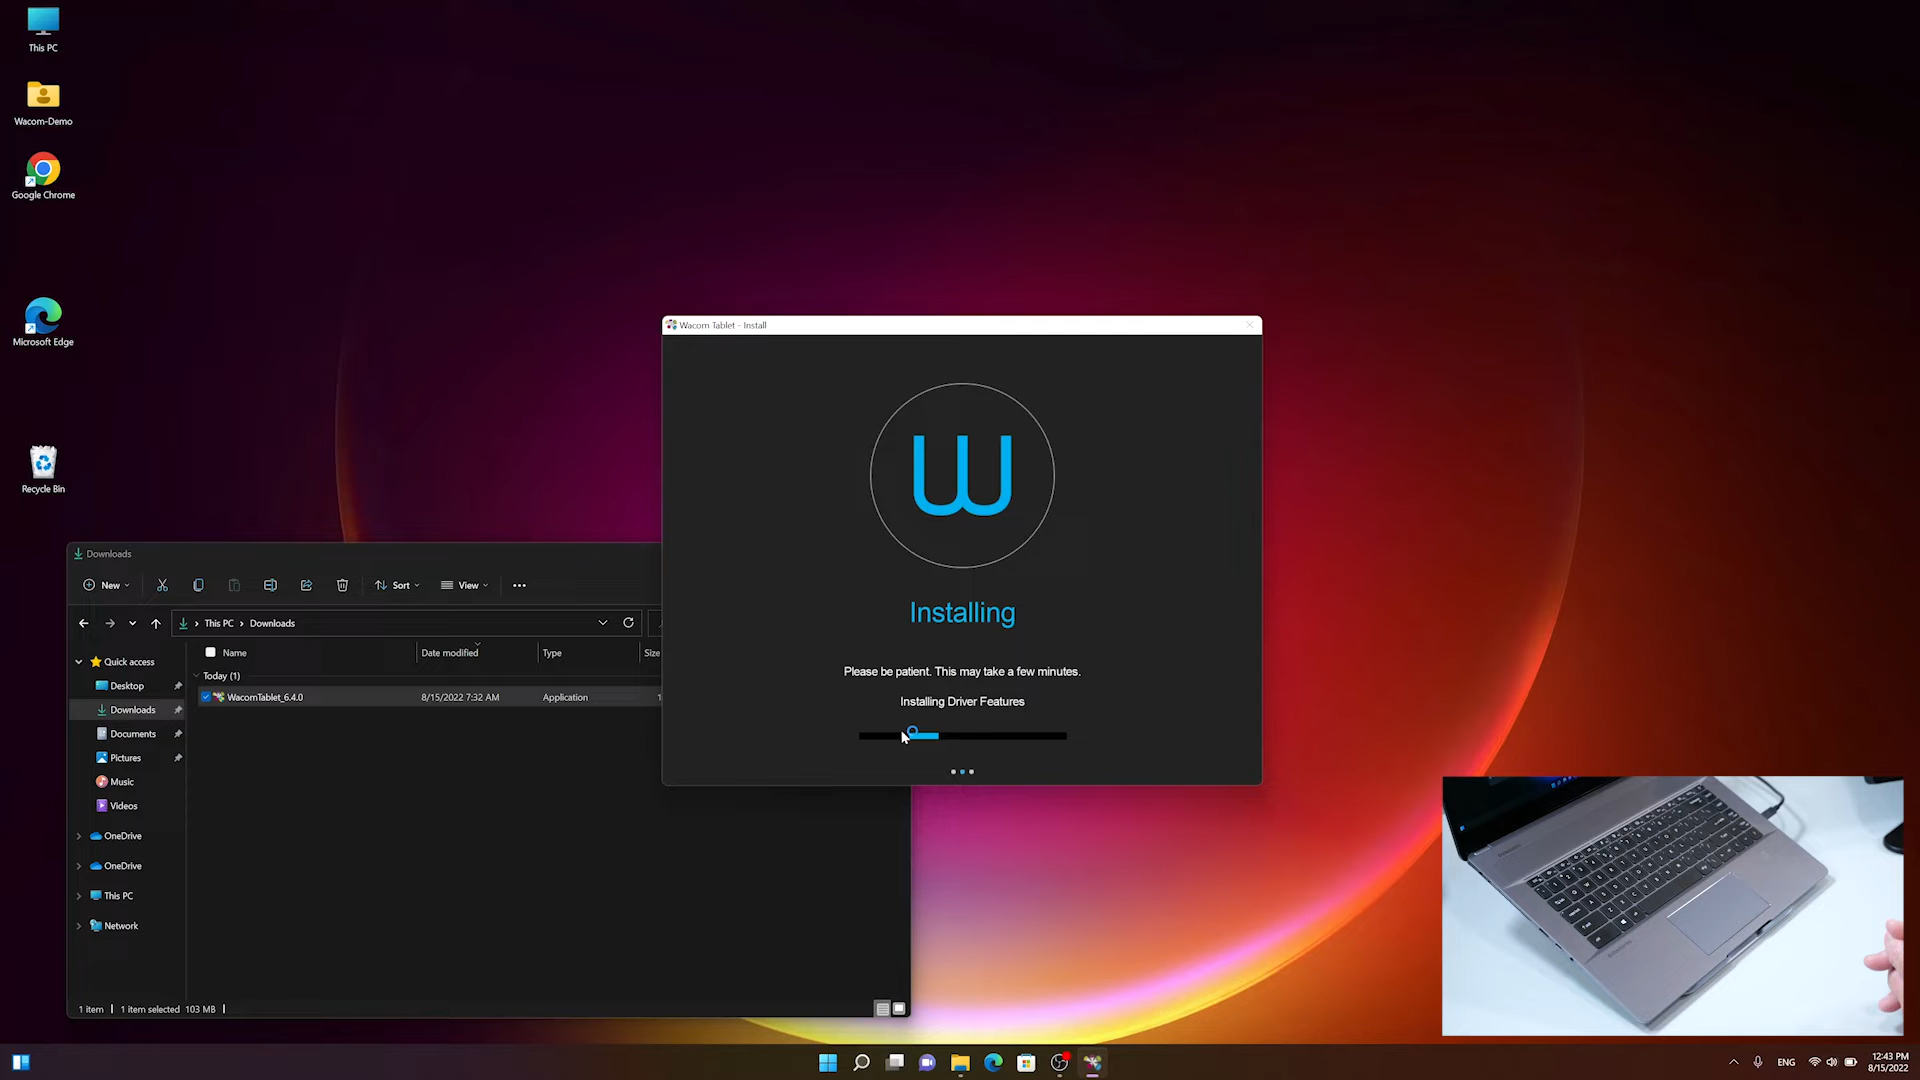 This PC
Wacom-Demo
Google Chrome
Microsoft Edge
Recycle Bin
Wacom Tablet - Install
Installing
Please be patient. This may take a few minutes.
Installing Driver Features
Downloads
New
Sort
View
This PC > Downloads
Name
Date modified
Type
Size
Today (1)
WacomTablet_6.4.0
8/15/2022 7:32 AM
Application
Quick access
Desktop
Downloads
Documents
Pictures
Music
Videos
OneDrive
OneDrive
This PC
Network
1 item
1 item selected 103 MB
ENG
12:43 PM
8/15/2022